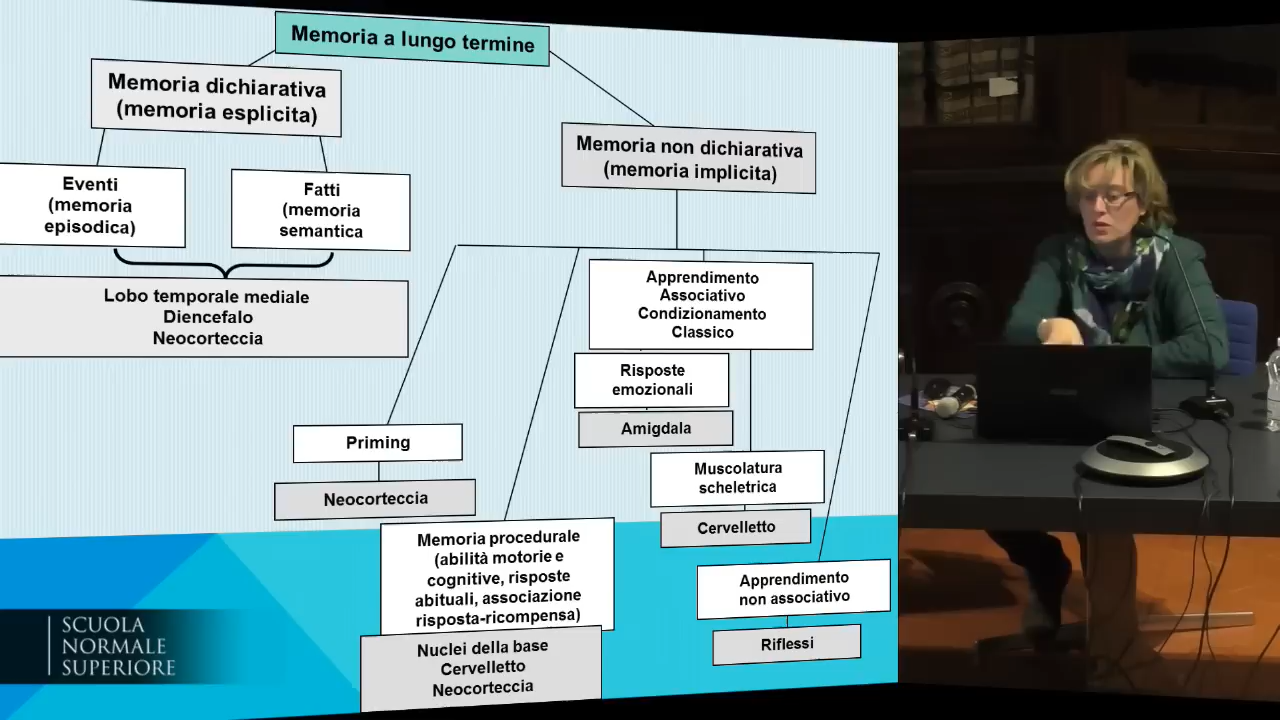 Memoria a lungo termine
Memoria dichiarativa
(memoria esplicita)
Memoria non dichiarativa
(memoria implicita)
Eventi
(memoria
episodica)
Fatti
(memoria
semantica
Lobo temporale mediale
Diencefalo
Neocorteccia
Apprendimento
Associativo
Condizionamento
Classico
Risposte
emozionali
Amigdala
Priming
Neocorteccia
Muscolatura
scheletrica
Cervelletto
Memoria procedurale
(abilità motorie e
cognitive, risposte
abituali, associazione
risposta-ricompensa)
Nuclei della base
Cervelletto
Neocorteccia
Apprendimento
non associativo
Riflessi
SCUOLA
NORMALE
SUPERIORE